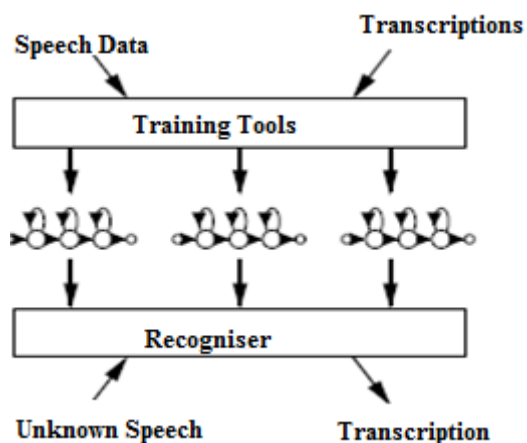 Speech Data
Transcriptions
Training Tools
Recogniser
Unknown Speech
Transcription